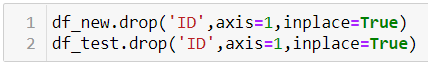 1 df_new.drop('ID',axis=1,inplace=True)
2 df_test.drop('ID',axis=1,inplace=True)